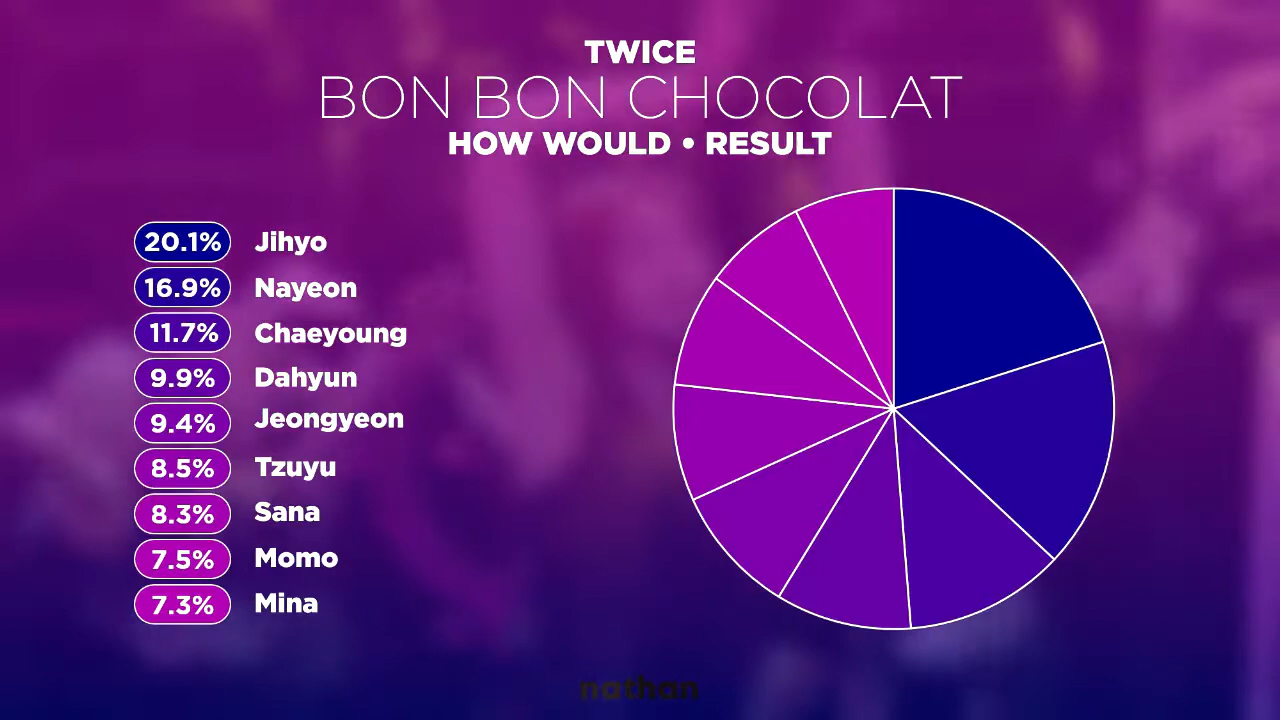 TWICE
BON BON CHOCOLAT
HOW WOULD • RESULT
20.1% Jihyo
16.9% Nayeon
11.7% Chaeyoung
9.9% Dahyun
9.4% Jeongyeon
8.5% Tzuyu
8.3% Sana
7.5% Momo
7.3% Mina
nathan